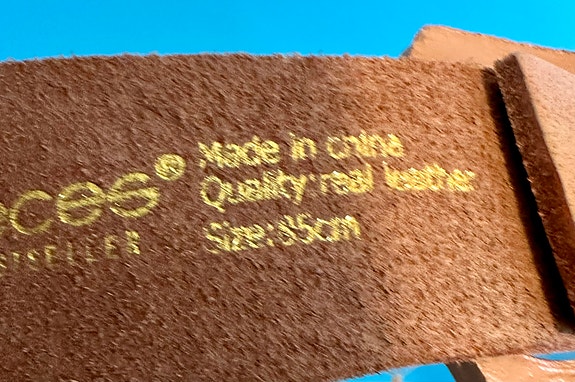 eces®
Made in china
Quality: real leather
Size: 85cm